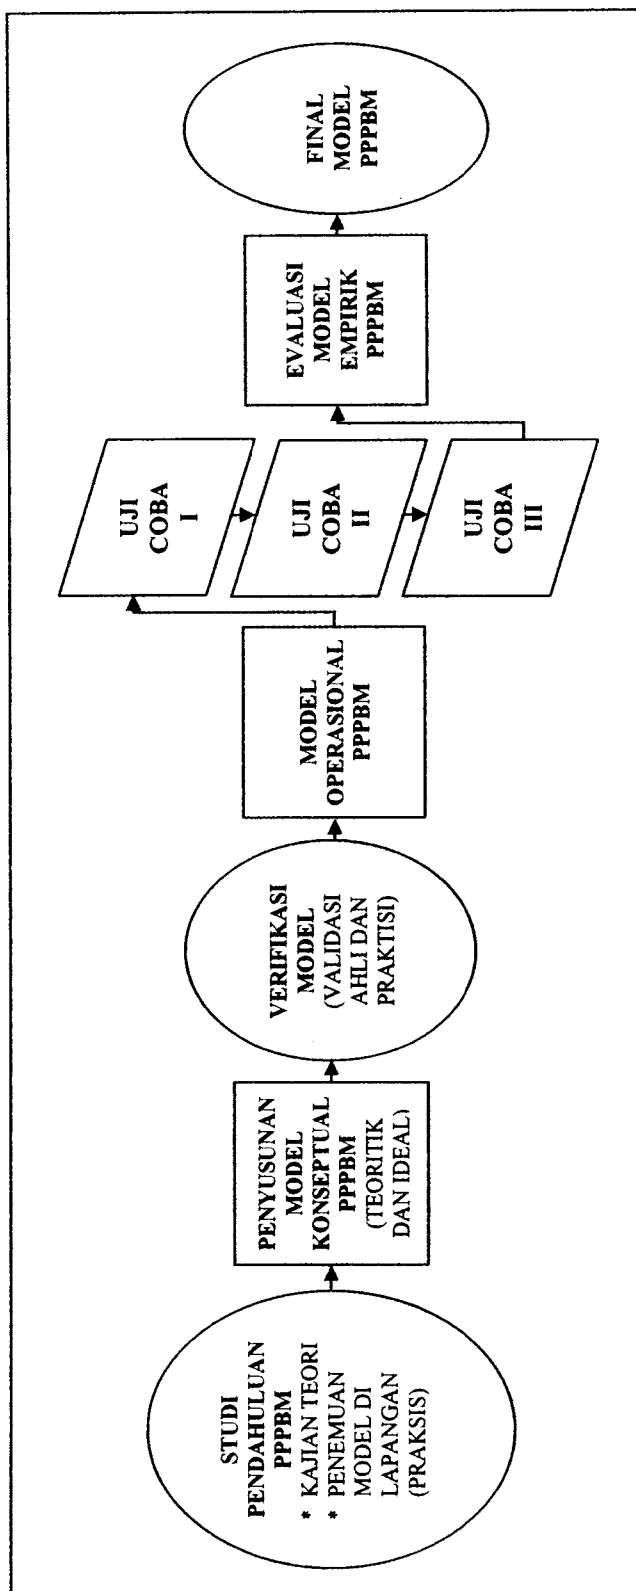 STUDI
PENDAHULUAN
PPPBM
* KAJIAN TEORI
* PENEMUAN
MODEL DI
LAPANGAN
(PRAKSIS)
PENYUSUNAN
MODEL
KONSEPTUAL
PPPBM
(TEORITIK
DAN IDEAL)
VERIFIKASI
MODEL
(VALIDASI
AHLI DAN
PRAKTISI)
MODEL
OPERASIONAL
PPPBM
UJI
COBA
I
UJI
COBA
II
UJI
COBA
III
EVALUASI
MODEL
EMPIRIK
PPPBM
FINAL
MODEL
PPPBM